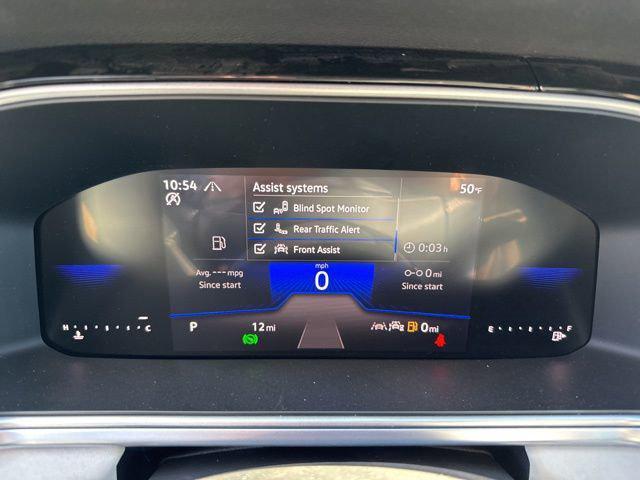 10:54
Assist systems
50°F
Blind Spot Monitor
Rear Traffic Alert
Front Assist
0:03 h
Avg. --- mpg
Since start
mph
0
0 mi
Since start
H C
P
12 mi
0 mi
E F